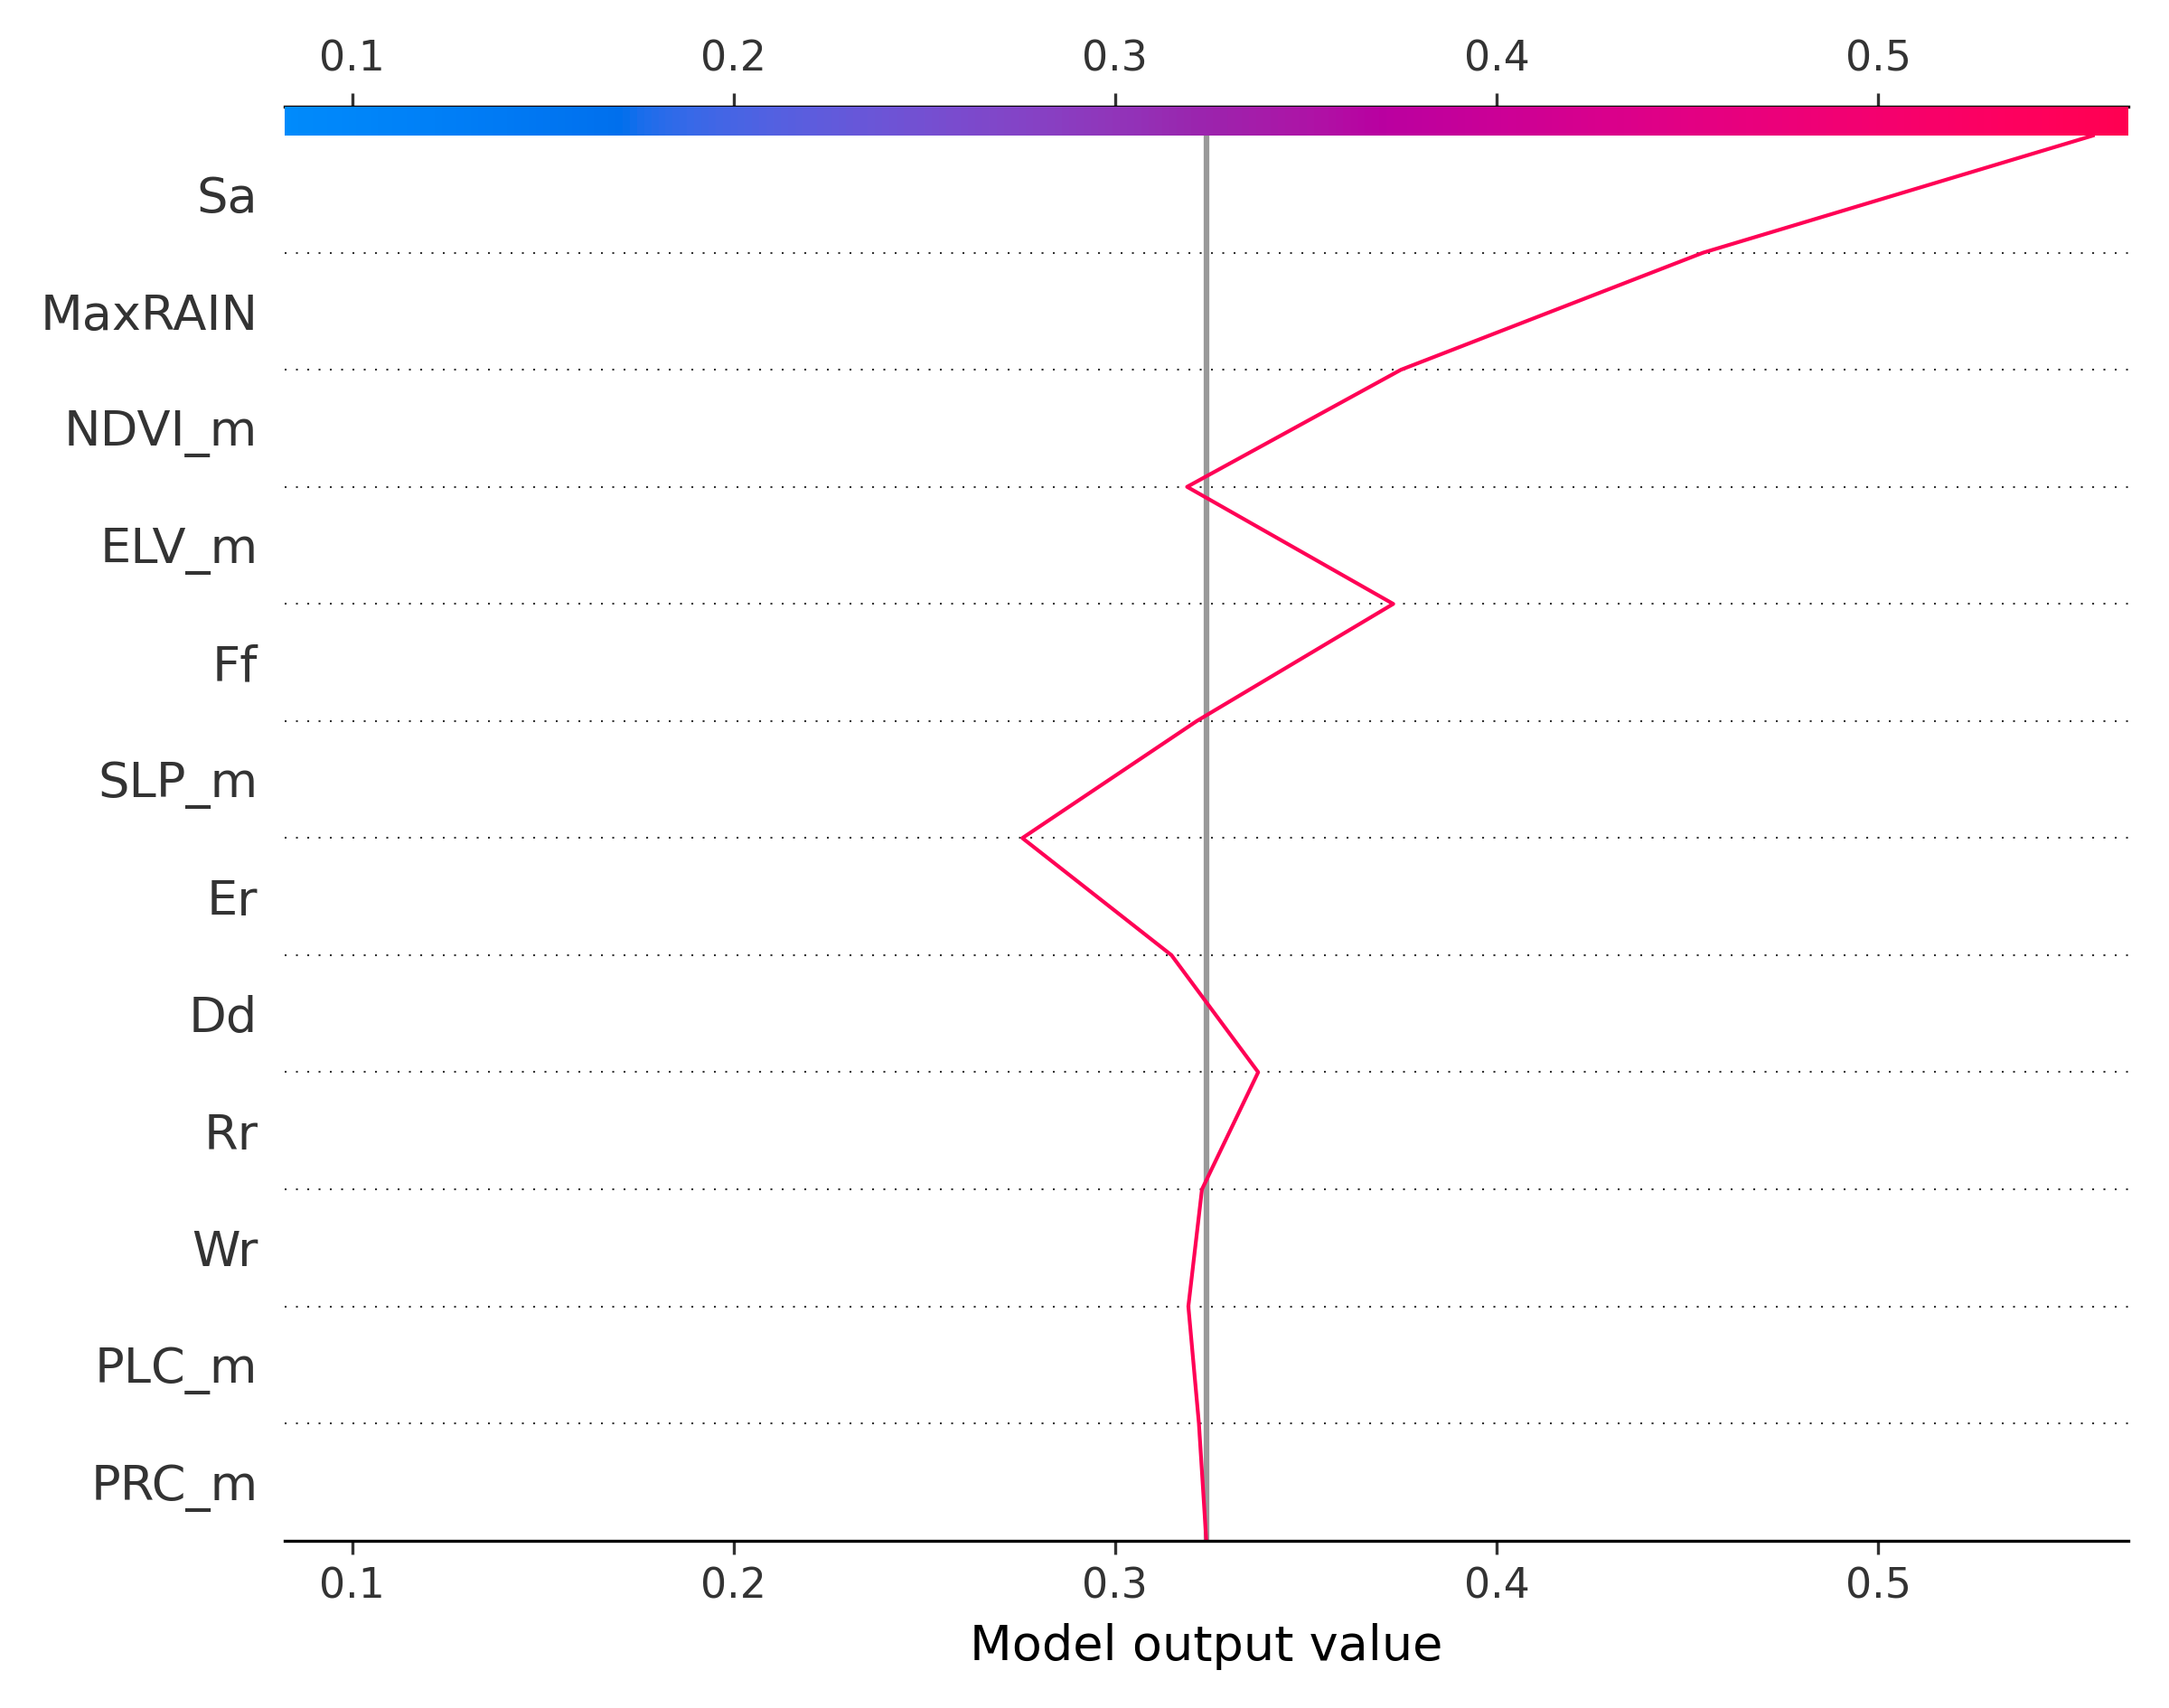 0.1 0.2 0.3 0.4 0.5
Sa
MaxRAIN
NDVI_m
ELV_m
Ff
SLP_m
Er
Dd
Rr
Wr
PLC_m
PRC_m
0.1 0.2 0.3 0.4 0.5
Model output value